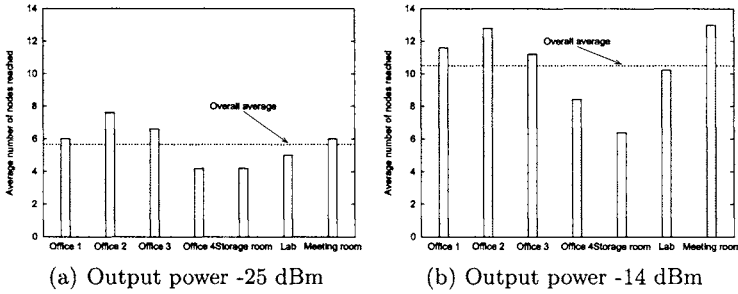 14
12
10
8
6
4
2
0
Average number of nodes reached
Overall average
Office 1 Office 2 Office 3 Office 4 Storage room Lab Meeting room
(a) Output power -25 dBm
14
12
10
8
6
4
2
0
Average number of nodes reached
Overall average
Office 1 Office 2 Office 3 Office 4 Storage room Lab Meeting room
(b) Output power -14 dBm